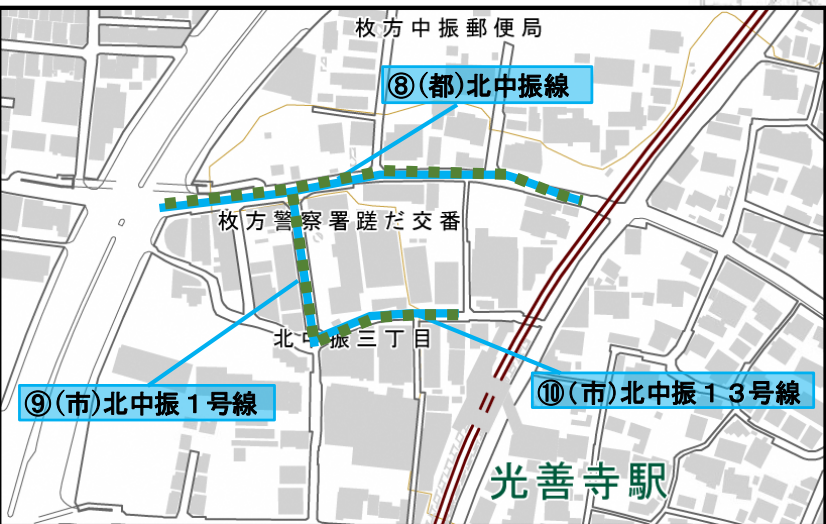 枚方中振郵便局
⑧(都)北中振線
枚方警察署蹉だ交番
北中振三丁目
⑨(市)北中振１号線
⑩(市)北中振１３号線
光善寺駅